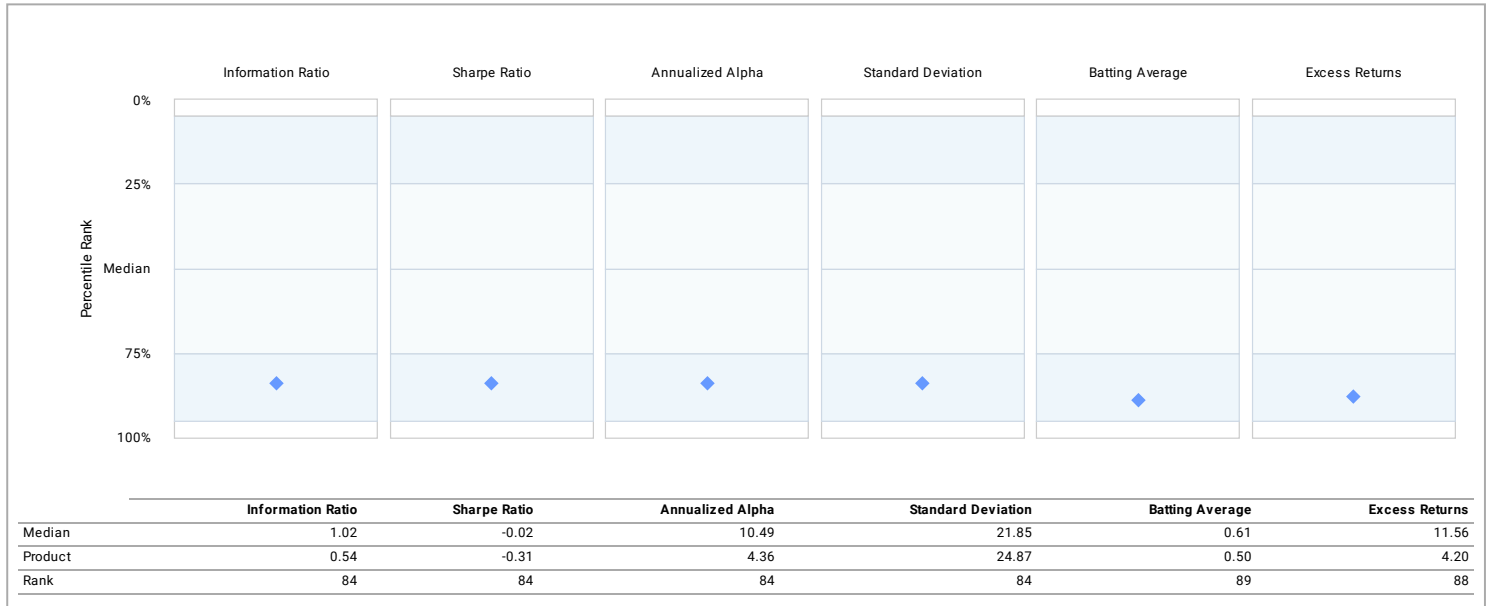 Information Ratio Sharpe Ratio Annualized Alpha Standard Deviation Batting Average Excess Returns
0%
25%
Percentile Rank
Median
75%
100%
Information Ratio Sharpe Ratio Annualized Alpha Standard Deviation Batting Average Excess Returns
Median 1.02 -0.02 10.49 21.85 0.61 11.56
Product 0.54 -0.31 4.36 24.87 0.50 4.20
Rank 84 84 84 84 89 88